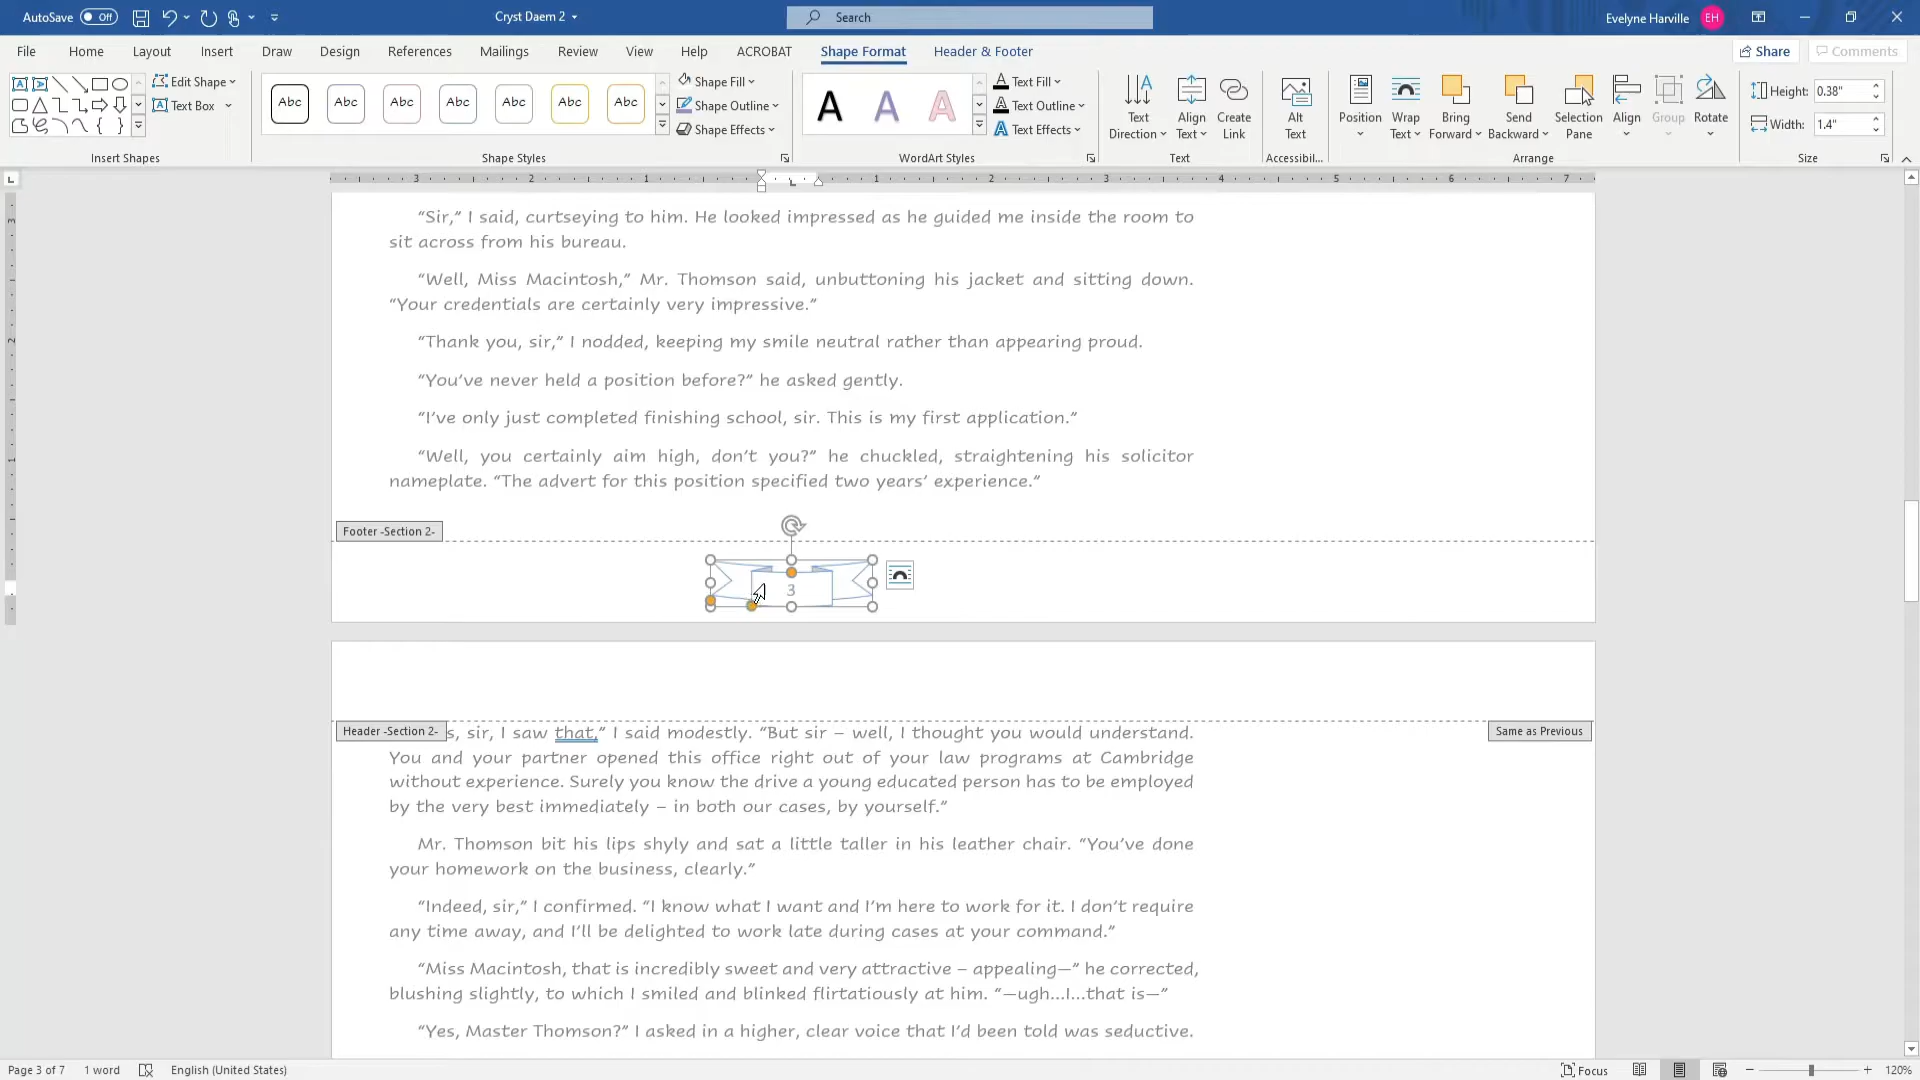 AutoSave Off Cryst Daem 2 Search Evelyne Harville EH
File Home Layout Insert Draw Design References Mailings Review View Help ACROBAT Shape Format Header & Footer Share Comments
Edit Shape
Text Box
Insert Shapes
Abc Abc Abc Abc Abc Abc Abc
Shape Fill
Shape Outline
Shape Effects
Shape Styles
A A A
Text Fill
Text Outline
Text Effects
WordArt Styles
Text Direction
Align Text
Create Link
Text
Alt Text
Accessibil...
Position
Wrap Text
Bring Forward
Send Backward
Selection Pane
Align
Group
Rotate
Arrange
Height: 0.38"
Width: 1.4"
Size
3 2 1 1 2 3 4 5 6 7
“Sir,” I said, curtseying to him. He looked impressed as he guided me inside the room to
sit across from his bureau.
“Well, Miss Macintosh,” Mr. Thomson said, unbuttoning his jacket and sitting down.
“Your credentials are certainly very impressive.”
“Thank you, sir,” I nodded, keeping my smile neutral rather than appearing proud.
“You’ve never held a position before?” he asked gently.
“I’ve only just completed finishing school, sir. This is my first application.”
“Well, you certainly aim high, don’t you?” he chuckled, straightening his solicitor
nameplate. “The advert for this position specified two years’ experience.”
Footer -Section 2-
3
Header -Section 2-
s, sir, I saw that,” I said modestly. “But sir – well, I thought you would understand.
Same as Previous
You and your partner opened this office right out of your law programs at Cambridge
without experience. Surely you know the drive a young educated person has to be employed
by the very best immediately – in both our cases, by yourself.”
Mr. Thomson bit his lips shyly and sat a little taller in his leather chair. “You’ve done
your homework on the business, clearly.”
“Indeed, sir,” I confirmed. “I know what I want and I’m here to work for it. I don’t require
any time away, and I’ll be delighted to work late during cases at your command.”
“Miss Macintosh, that is incredibly sweet and very attractive – appealing—” he corrected,
blushing slightly, to which I smiled and blinked flirtatiously at him. “—ugh...I...that is—”
“Yes, Master Thomson?” I asked in a higher, clear voice that I’d been told was seductive.
Page 3 of 7 1 word English (United States) Focus 120%